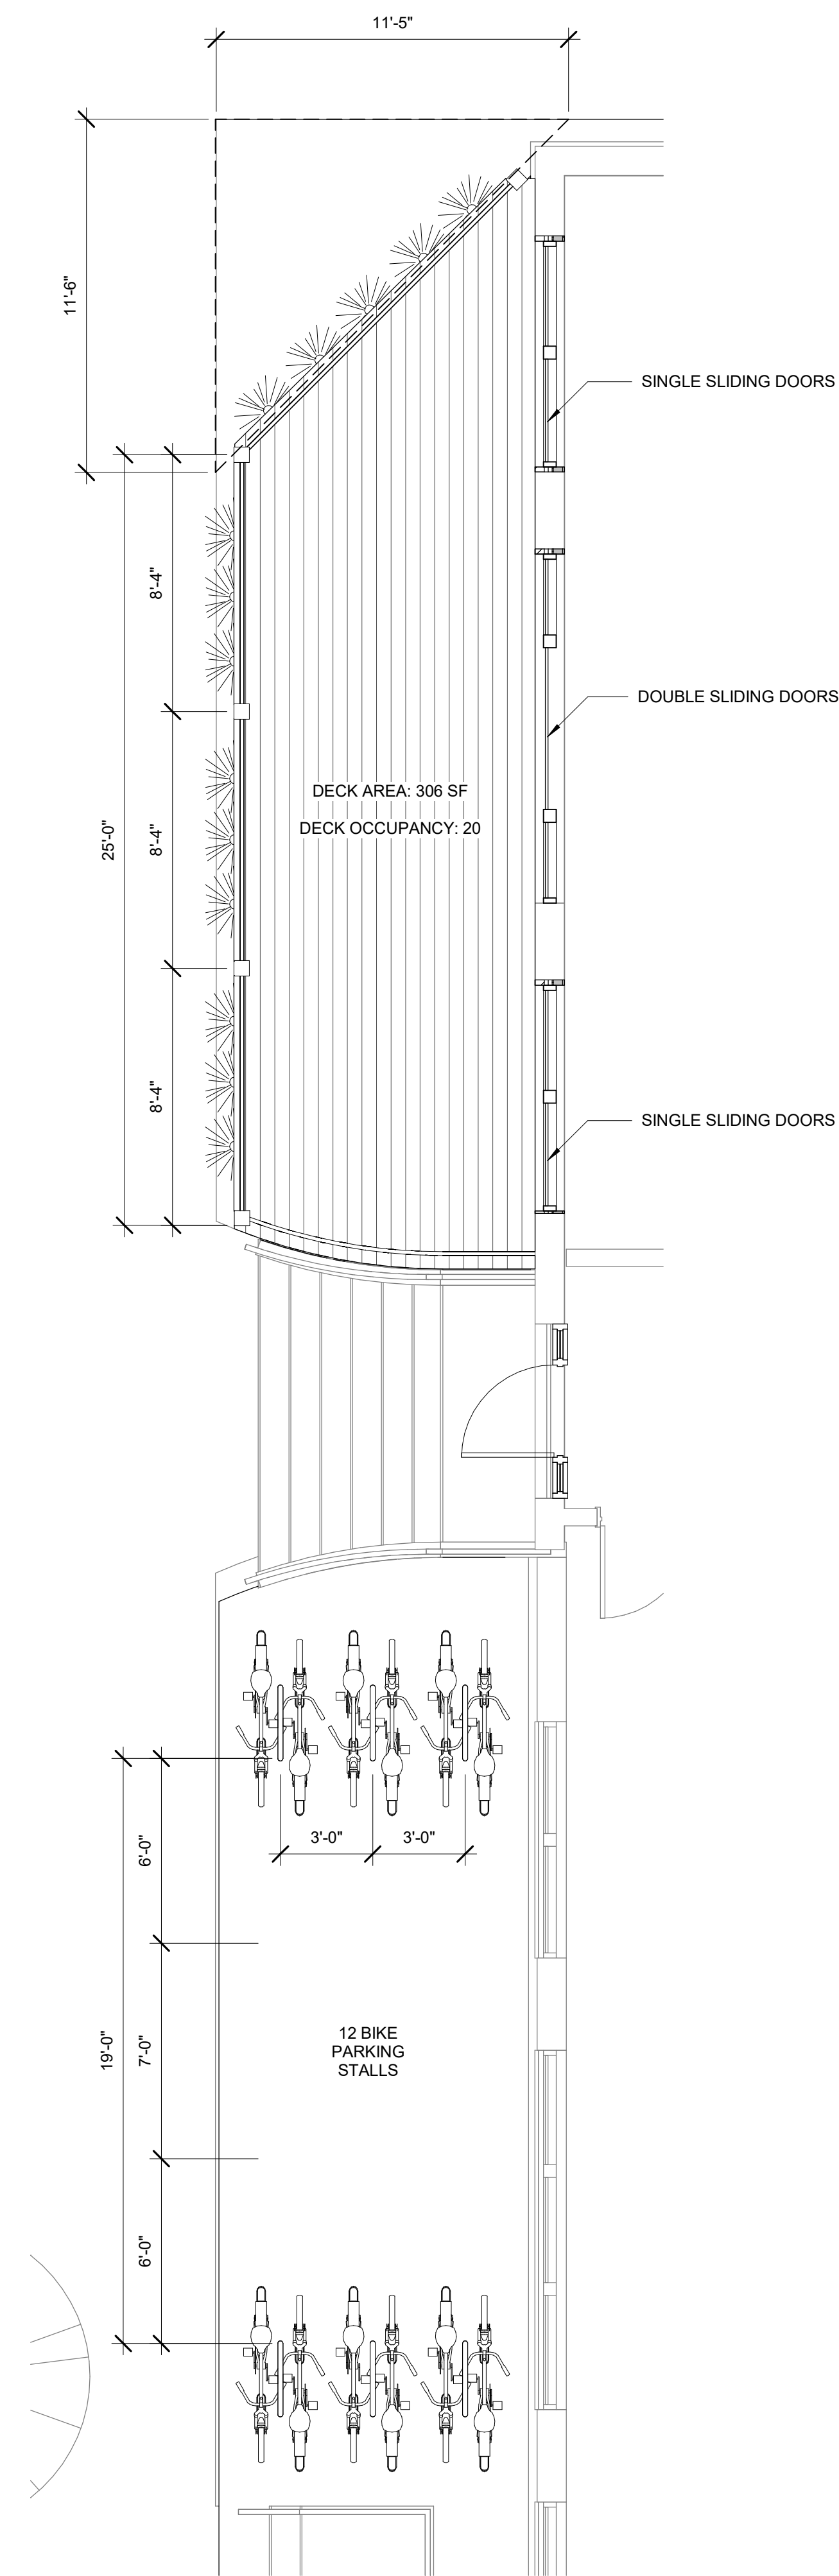 11'-5"
11'-6"
SINGLE SLIDING DOORS
8'-4"
DOUBLE SLIDING DOORS
DECK AREA: 306 SF
DECK OCCUPANCY: 20
25'-0"
8'-4"
8'-4"
SINGLE SLIDING DOORS
3'-0"
3'-0"
6'-0"
12 BIKE
PARKING
STALLS
19'-0"
7'-0"
6'-0"